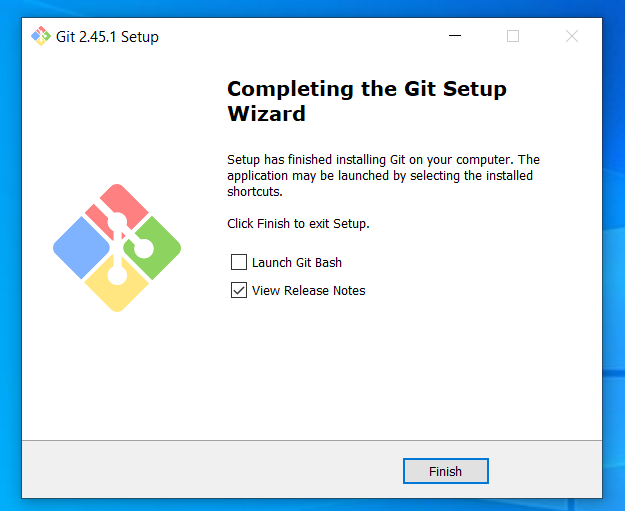 Git 2.45.1 Setup
Completing the Git Setup
Wizard
Setup has finished installing Git on your computer. The
application may be launched by selecting the installed
shortcuts.
Click Finish to exit Setup.
Launch Git Bash
View Release Notes
Finish